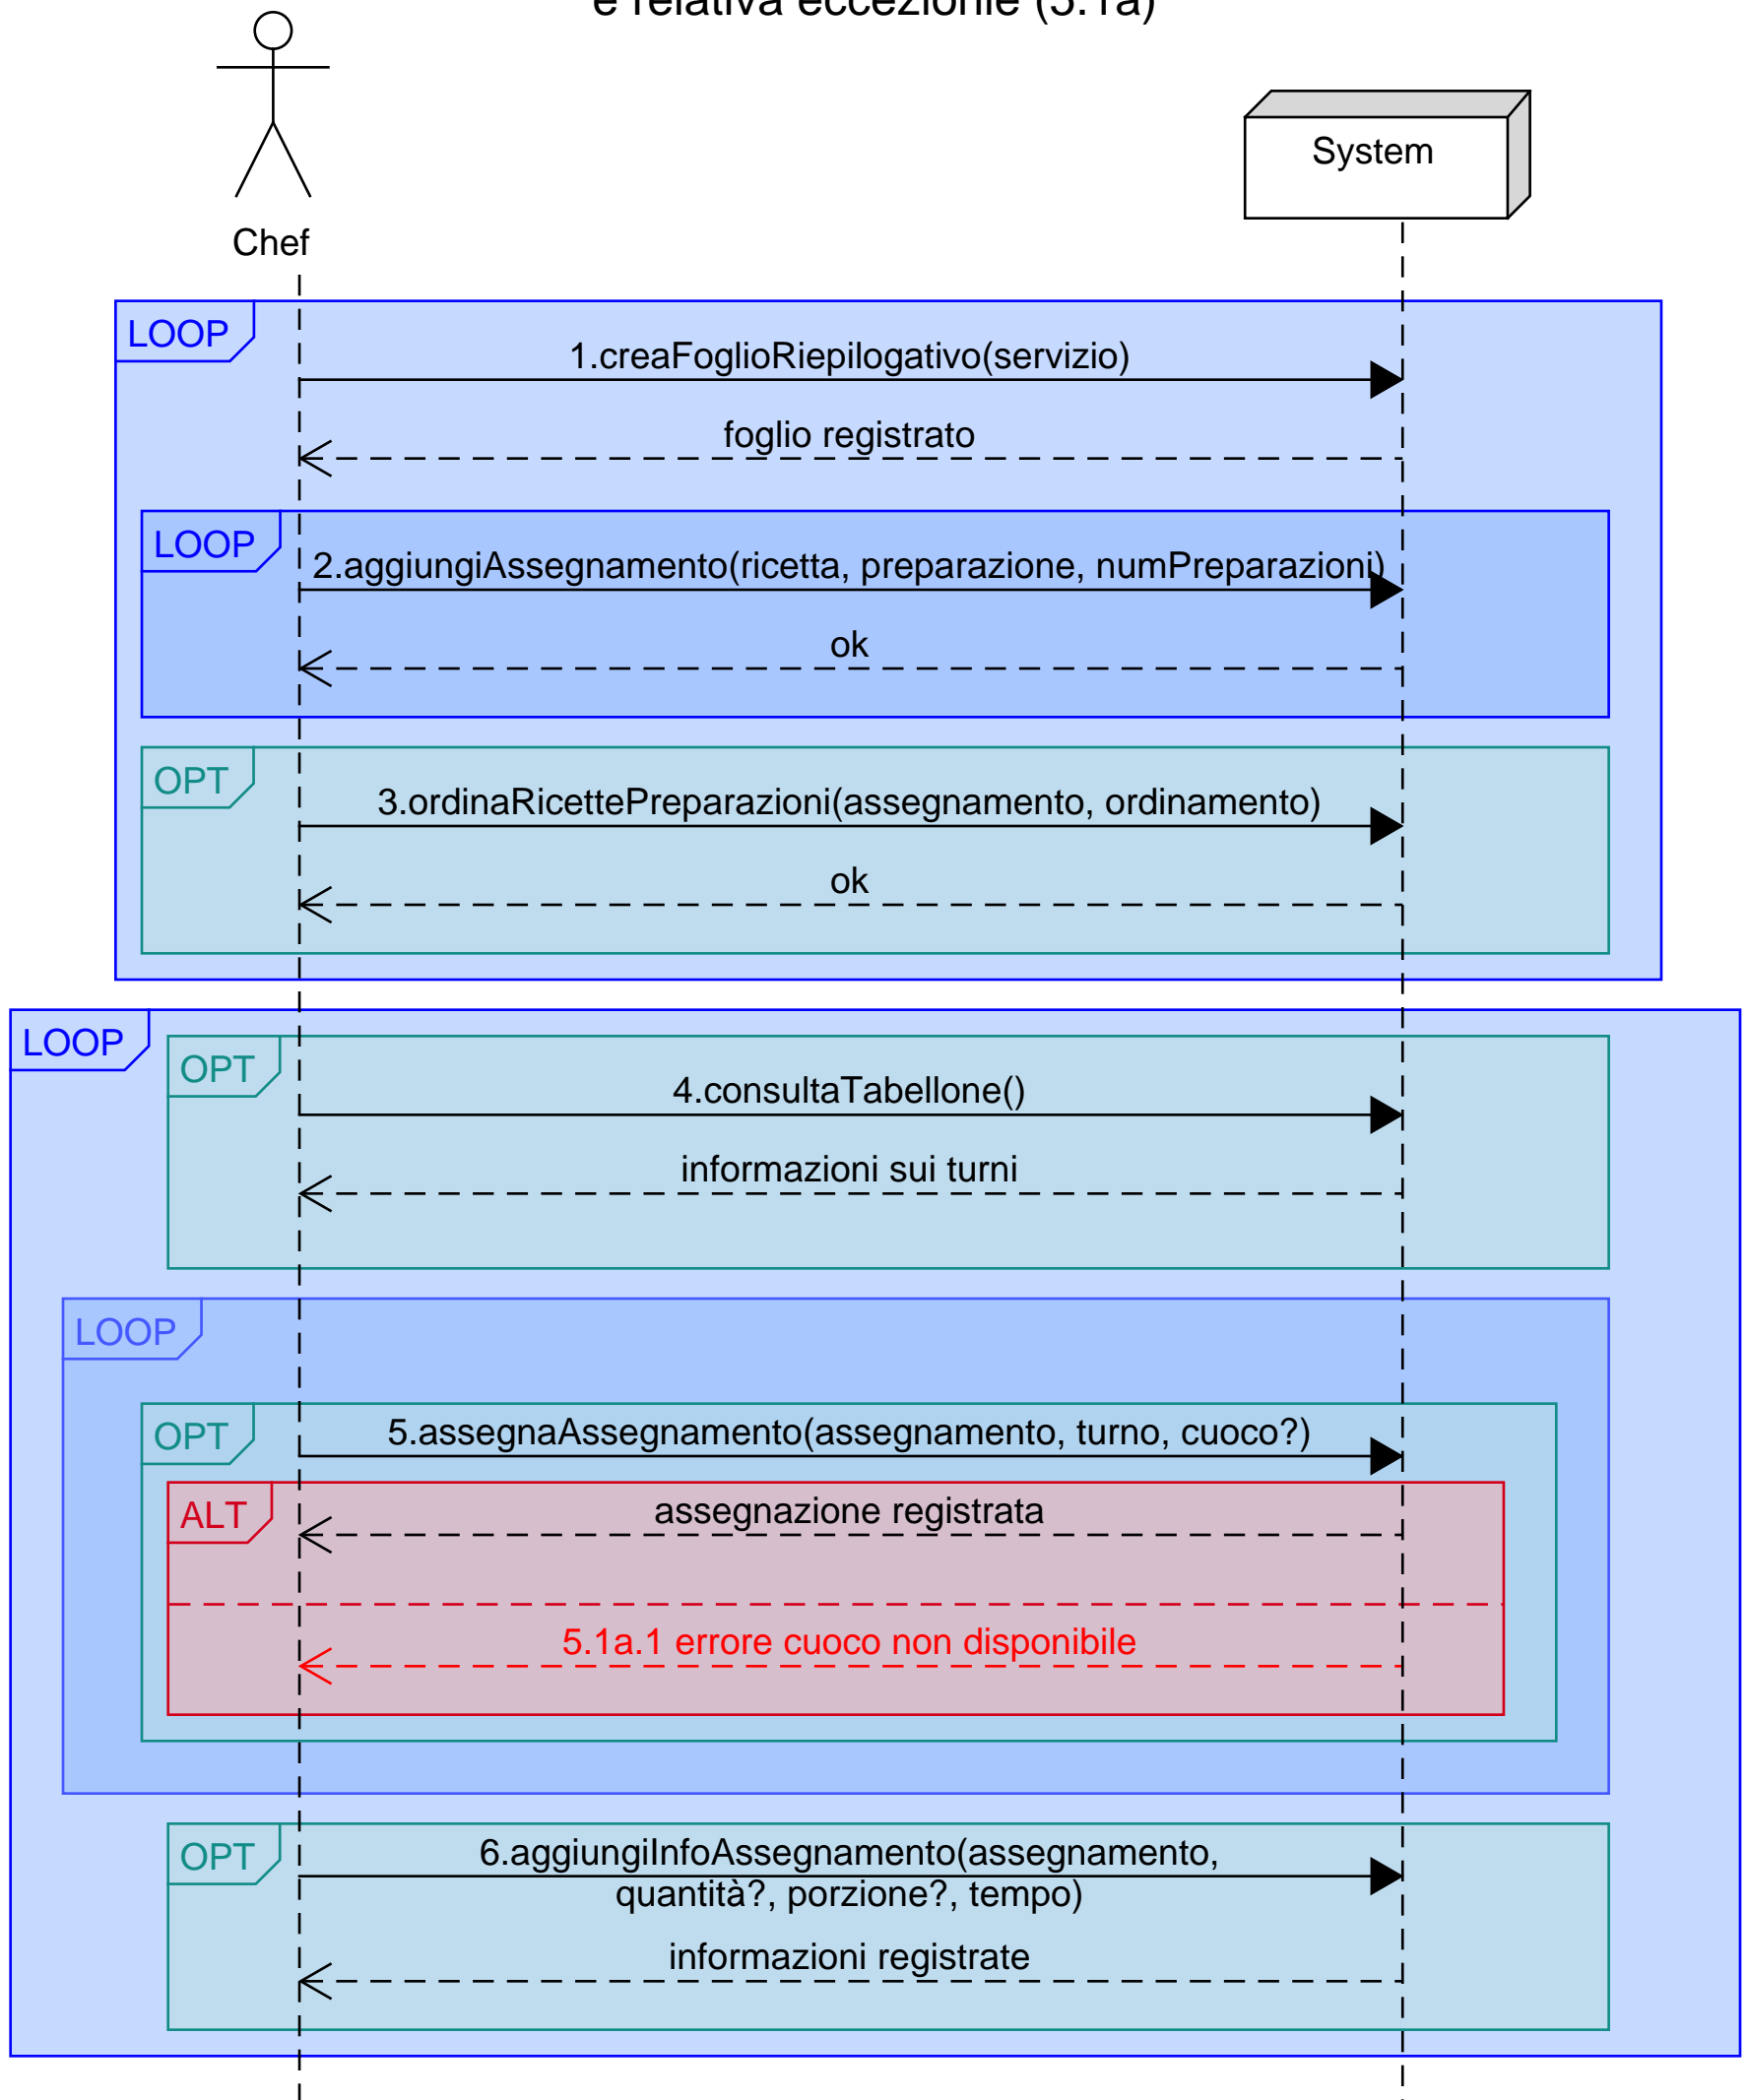 e relativa eccezionile (5.1a)
System
Chef
LOOP
1.creaFoglioRiepilogativo(servizio)
foglio registrato
LOOP
2.aggiungiAssegnamento(ricetta, preparazione, numPreparazioni)
ok
OPT
3.ordinaRicettePreparazioni(assegnamento, ordinamento)
ok
LOOP
OPT
4.consultaTabellone()
informazioni sui turni
LOOP
OPT
5.assegnaAssegnamento(assegnamento, turno, cuoco?)
ALT
assegnazione registrata
5.1a.1 errore cuoco non disponibile
OPT
6.aggiungiInfoAssegnamento(assegnamento,
quantità?, porzione?, tempo)
informazioni registrate